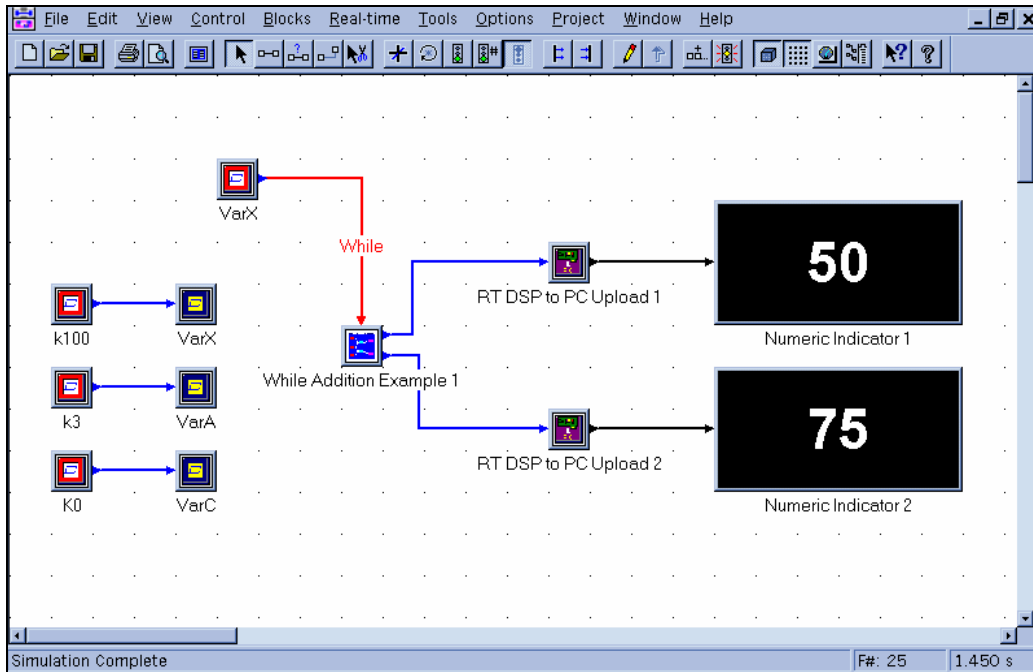 File Edit View Control Blocks Real-time Tools Options Project Window Help
VarX
While
50
RT DSP to PC Upload 1
Numeric Indicator 1
k100 VarX
While Addition Example 1
k3 VarA
75
RT DSP to PC Upload 2
Numeric Indicator 2
K0 VarC
Simulation Complete F#: 25 1.450 s